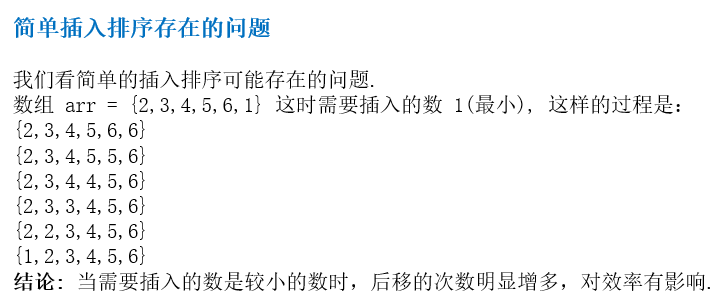 简单插入排序存在的问题
我们看简单的插入排序可能存在的问题.
数组 arr = {2,3,4,5,6,1} 这时需要插入的数 1(最小), 这样的过程是:
{2,3,4,5,6,6}
{2,3,4,5,5,6}
{2,3,4,4,5,6}
{2,3,3,4,5,6}
{2,2,3,4,5,6}
{1,2,3,4,5,6}
结论: 当需要插入的数是较小的数时, 后移的次数明显增多, 对效率有影响.